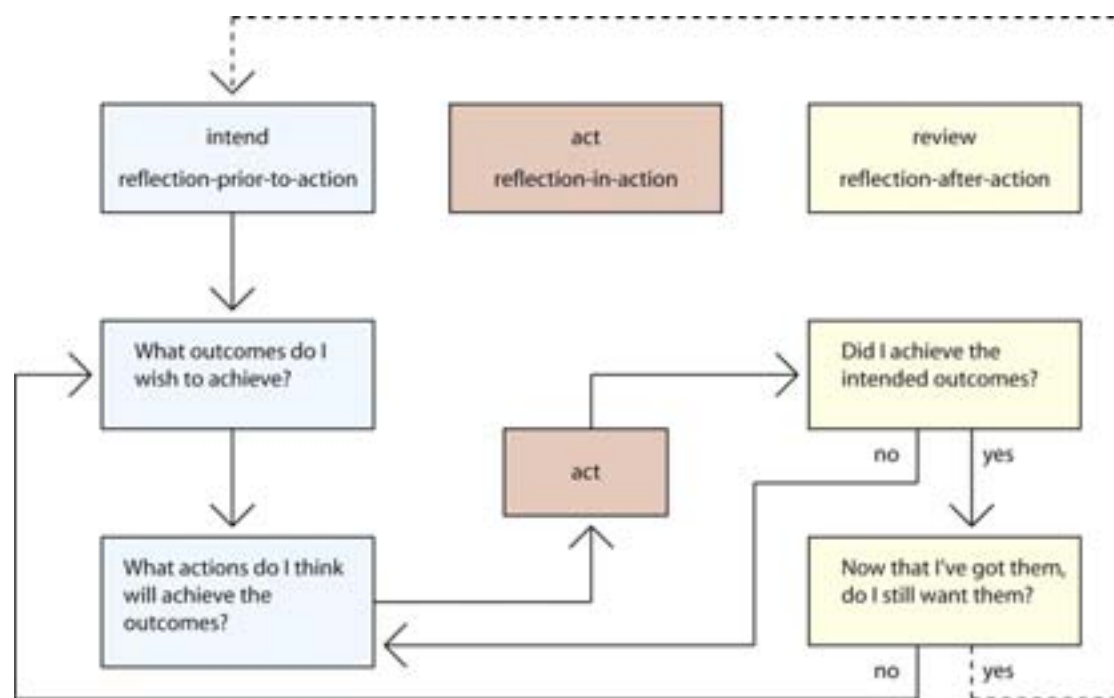 intend
reflection-prior-to-action
act
reflection-in-action
review
reflection-after-action
What outcomes do I
wish to achieve?
Did I achieve the
intended outcomes?
act
no
yes
What actions do I think
will achieve the
outcomes?
Now that I've got them,
do I still want them?
no
yes